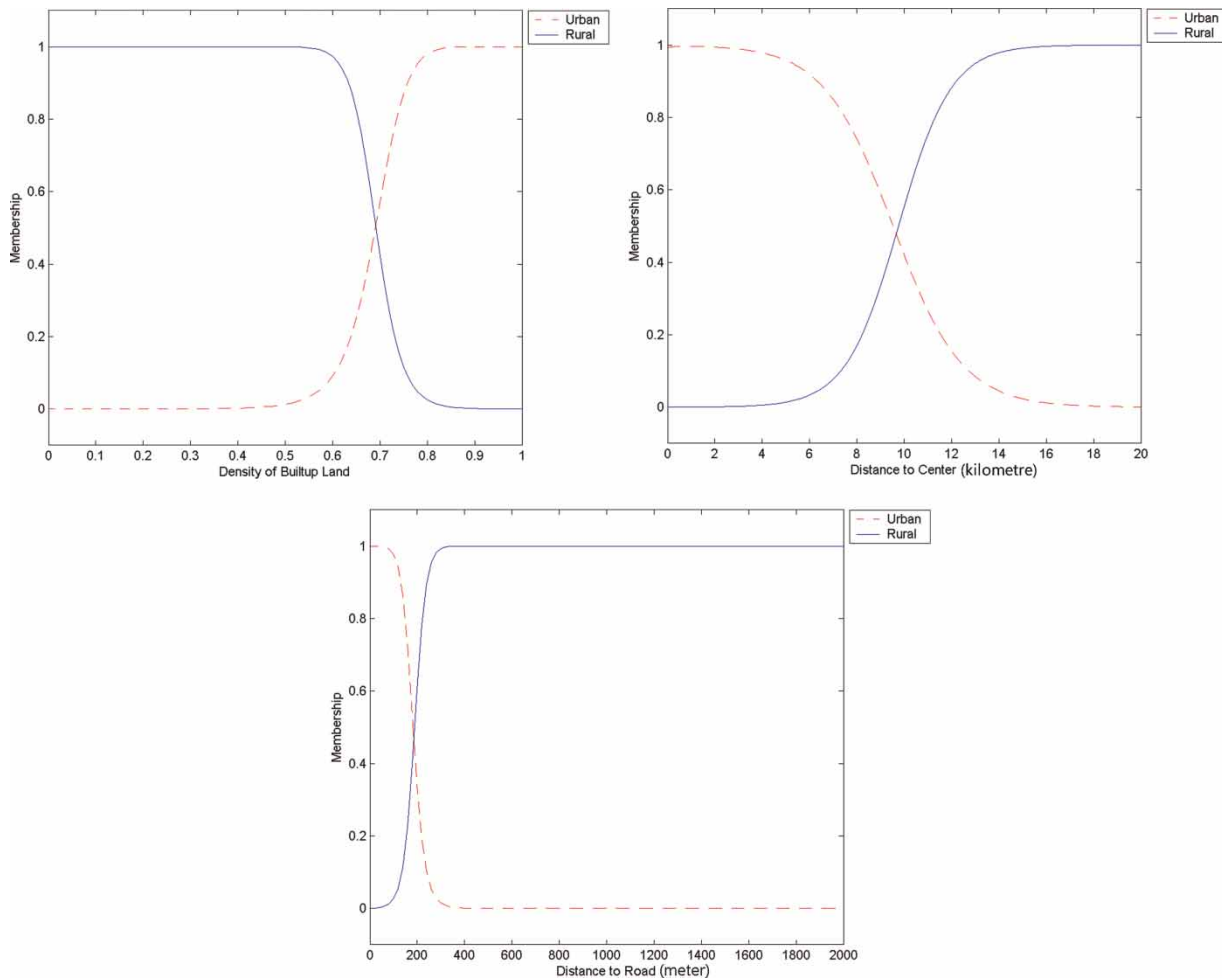 Urban
Rural
1
0.8
0.6
0.4
0.2
0
Membership
0 0.1 0.2 0.3 0.4 0.5 0.6 0.7 0.8 0.9 1
Density of Builtup Land
Urban
Rural
1
0.8
0.6
0.4
0.2
0
Membership
0 2 4 6 8 10 12 14 16 18 20
Distance to Center (kilometre)
Urban
Rural
1
0.8
0.6
0.4
0.2
0
Membership
0 200 400 600 800 1000 1200 1400 1600 1800 2000
Distance to Road (meter)